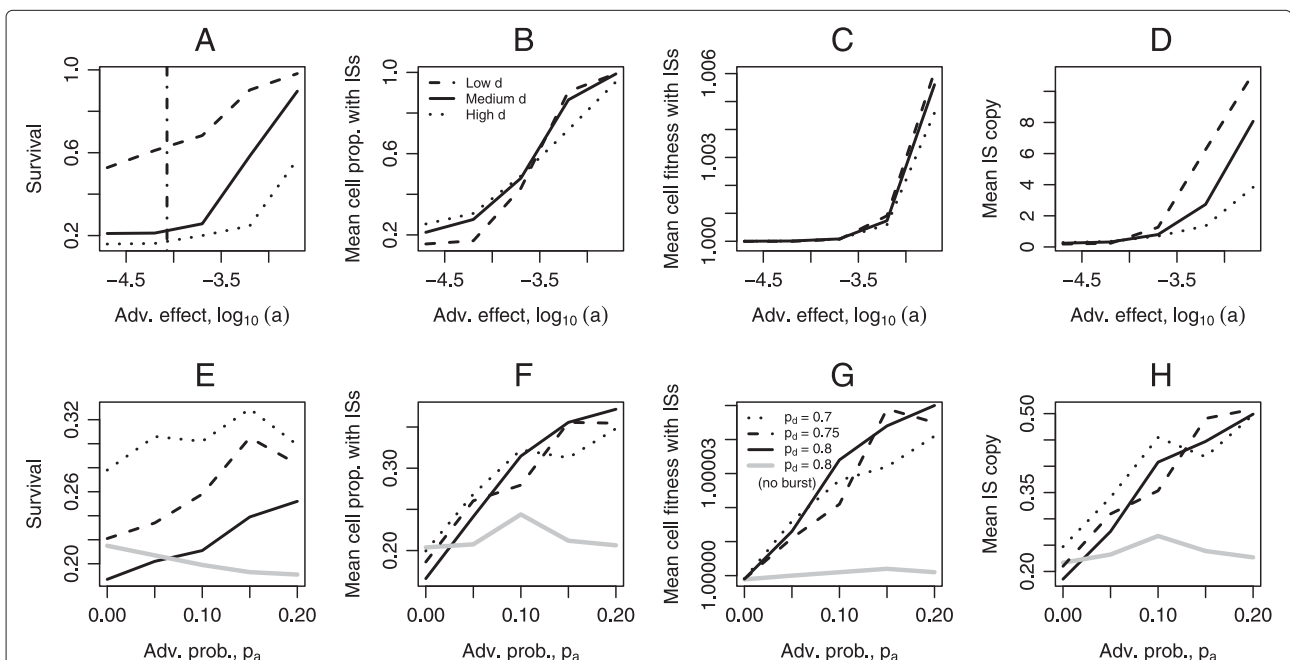 A
Survival
0.2
0.6
1.0
−4.5
−3.5
Adv. effect, log10 (a)
B
Mean cell prop. with ISs
0.2
0.6
1.0
Low d
Medium d
High d
−4.5
−3.5
Adv. effect, log10 (a)
C
Mean cell fitness with ISs
1.000
1.003
1.006
−4.5
−3.5
Adv. effect, log10 (a)
D
Mean IS copy
0
2
4
6
8
−4.5
−3.5
Adv. effect, log10 (a)
E
Survival
0.20
0.26
0.32
0.00
0.10
0.20
Adv. prob., pa
F
Mean cell prop. with ISs
0.20
0.30
0.00
0.10
0.20
Adv. prob., pa
G
Mean cell fitness with ISs
1.00000
1.00003
pd = 0.7
pd = 0.75
pd = 0.8
pd = 0.8
(no burst)
0.00
0.10
0.20
Adv. prob., pa
H
Mean IS copy
0.20
0.35
0.50
0.00
0.10
0.20
Adv. prob., pa